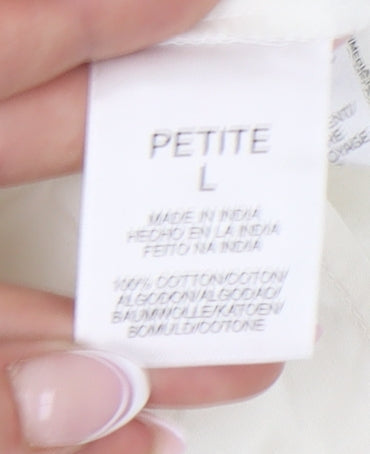 PETITE
L
MADE IN INDIA
HECHO EN LA INDIA
FEITO NA INDIA
100% COTTON/COTON/
ALGODON/ALGODAO/
BAUMWOLLE/KATOEN/
BOMULD/COTONE